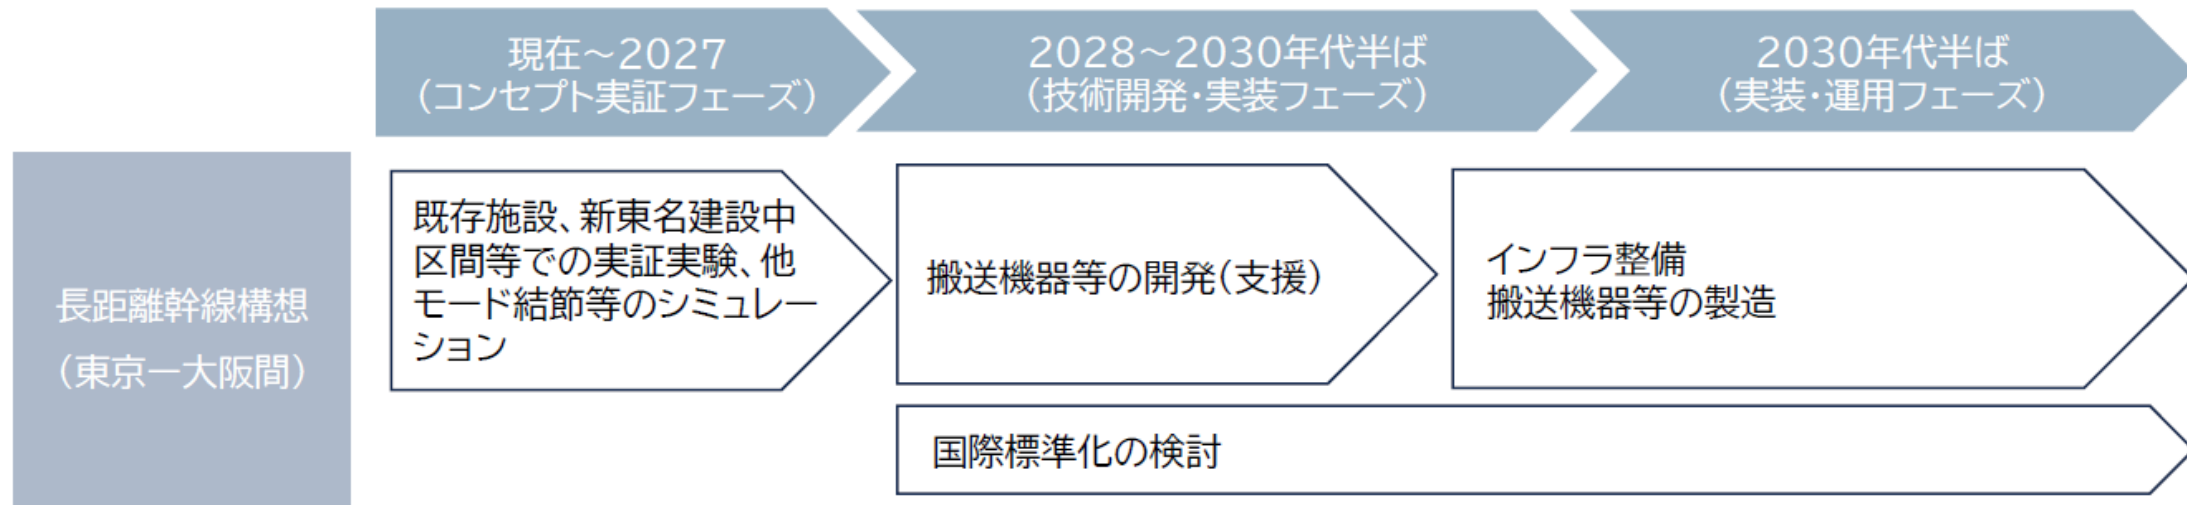 現在～2027
（コンセプト実証フェーズ）
2028～2030年代半ば
（技術開発・実装フェーズ）
2030年代半ば
（実装・運用フェーズ）
長距離幹線構想
（東京ー大阪間）
既存施設、新東名建設中
区間等での実証実験、他
モード結節等のシミュレー
ション
搬送機器等の開発（支援）
インフラ整備
搬送機器等の製造
国際標準化の検討